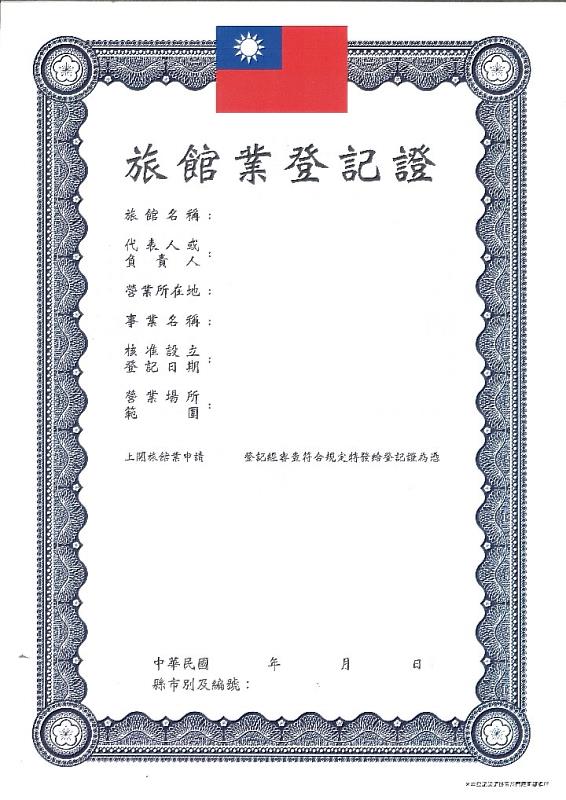 旅館業登記證
旅館名稱：
代表人或
負責人：
營業所在地：
事業名稱：
核准設立
登記日期：
營業場所
範圍：
上開旅館業申請　　登記經審查符合規定特發給登記證為憑
中華民國　　年　　月　　日
縣市別及編號：